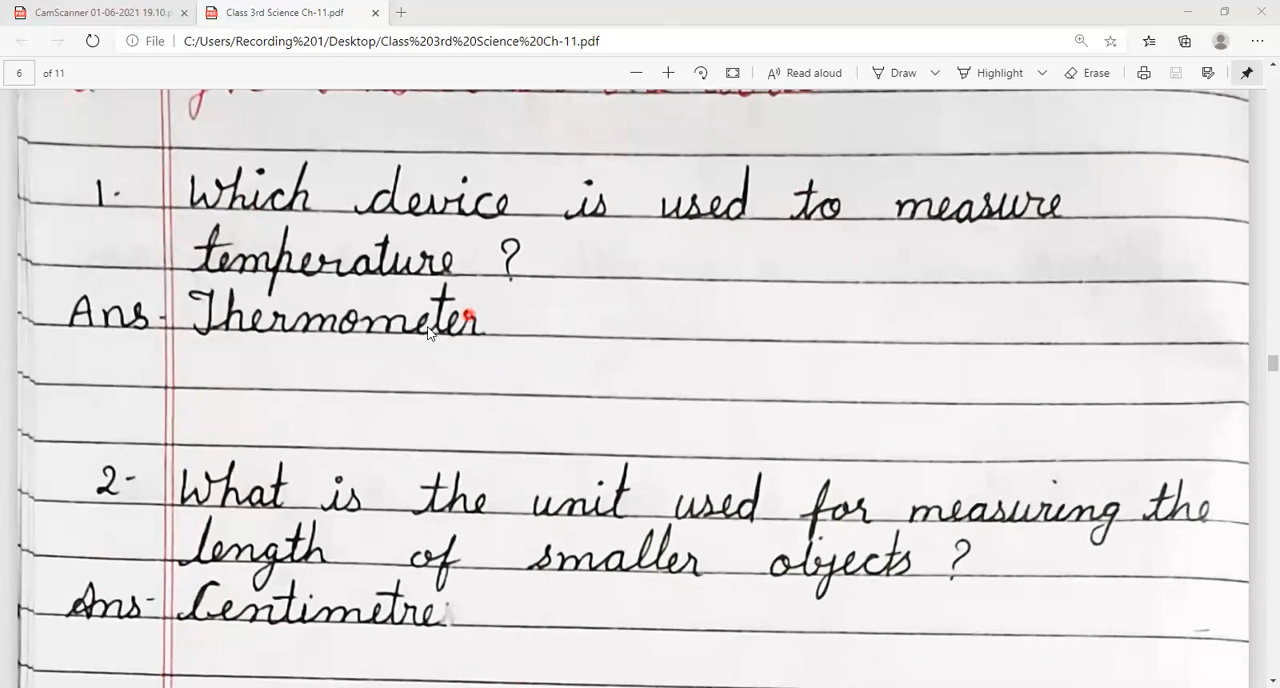 CamScanner 01-06-2021 19.10.p
Class 3rd Science Ch-11.pdf
File
C:/Users/Recording%201/Desktop/Class%203rd%20Science%20Ch-11.pdf
6 of 11
Read aloud
Draw
Highlight
Erase
1. Which device is used to measure
temperature ?
Ans - Thermometer
2- What is the unit used for measuring the
length of smaller objects ?
Ans - Centimetre